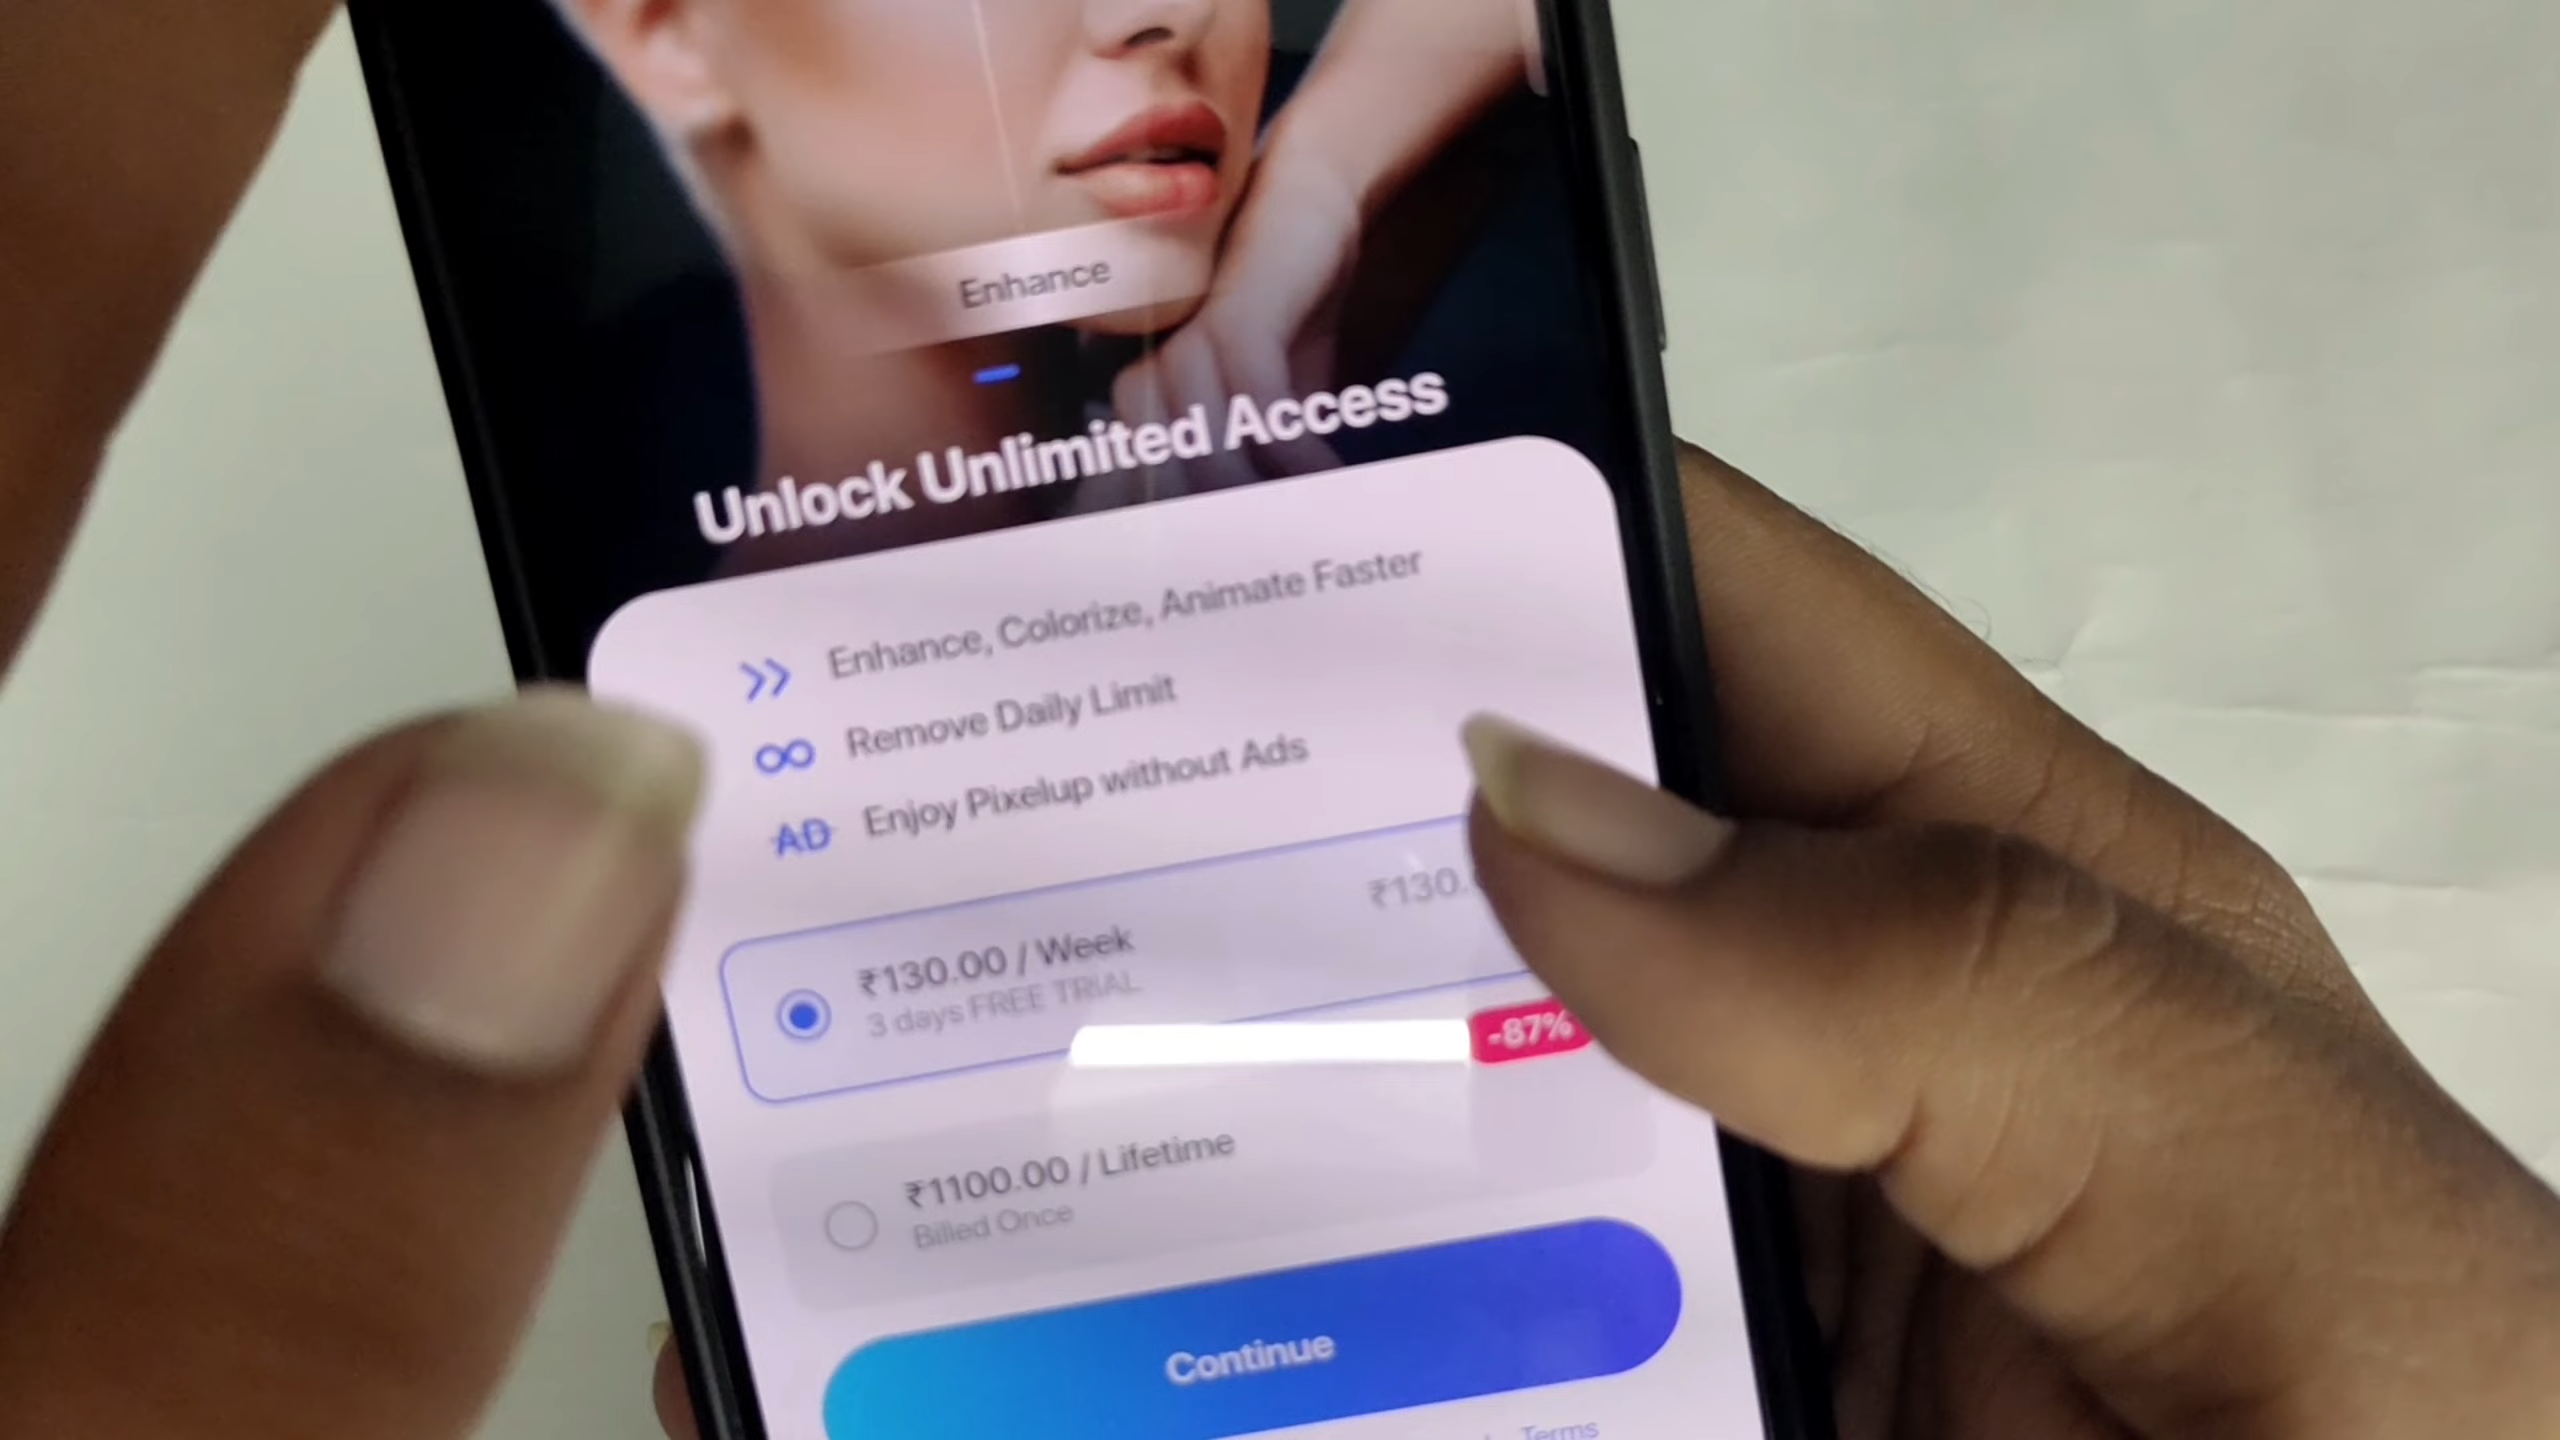 Enhance
Unlock Unlimited Access
Enhance, Colorize, Animate Faster
Remove Daily Limit
AD Enjoy Pixelup without Ads
₹130.00 / Week ₹130.
3 days FREE TRIAL
-87%
₹1100.00 / Lifetime
Billed Once
Continue
Terms